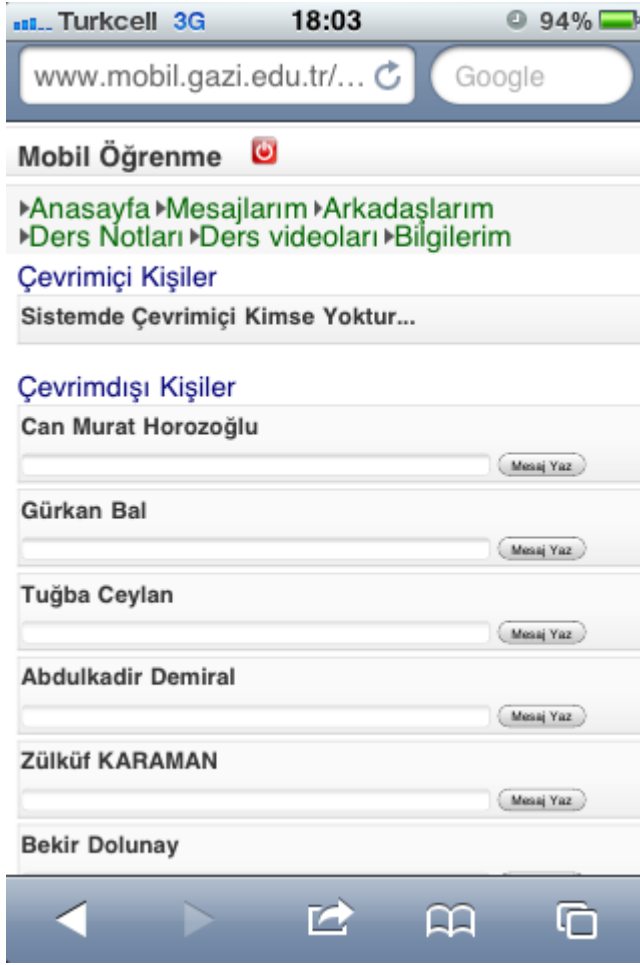 Turkcell 3G 18:03 94%
www.mobil.gazi.edu.tr/... Google
Mobil Öğrenme
Anasayfa Mesajlarım Arkadaşlarım
Ders Notları Ders videoları Bilgilerim
Çevrimiçi Kişiler
Sistemde Çevrimiçi Kimse Yoktur...
Çevrimdışı Kişiler
Can Murat Horozoğlu
Mesaj Yaz
Gürkan Bal
Mesaj Yaz
Tuğba Ceylan
Mesaj Yaz
Abdulkadir Demiral
Mesaj Yaz
Zülküf KARAMAN
Mesaj Yaz
Bekir Dolunay